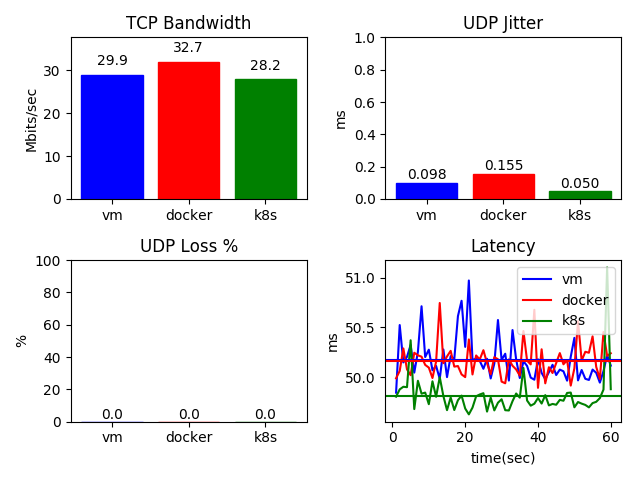 TCP Bandwidth
Mbits/sec
30
20
10
0
29.9
32.7
28.2
vm
docker
k8s
UDP Jitter
ms
1.0
0.8
0.6
0.4
0.2
0.0
0.098
0.155
0.050
vm
docker
k8s
UDP Loss %
%
100
80
60
40
20
0
0.0
0.0
0.0
vm
docker
k8s
Latency
ms
51.0
50.5
50.0
vm
docker
k8s
0
20
40
60
time(sec)